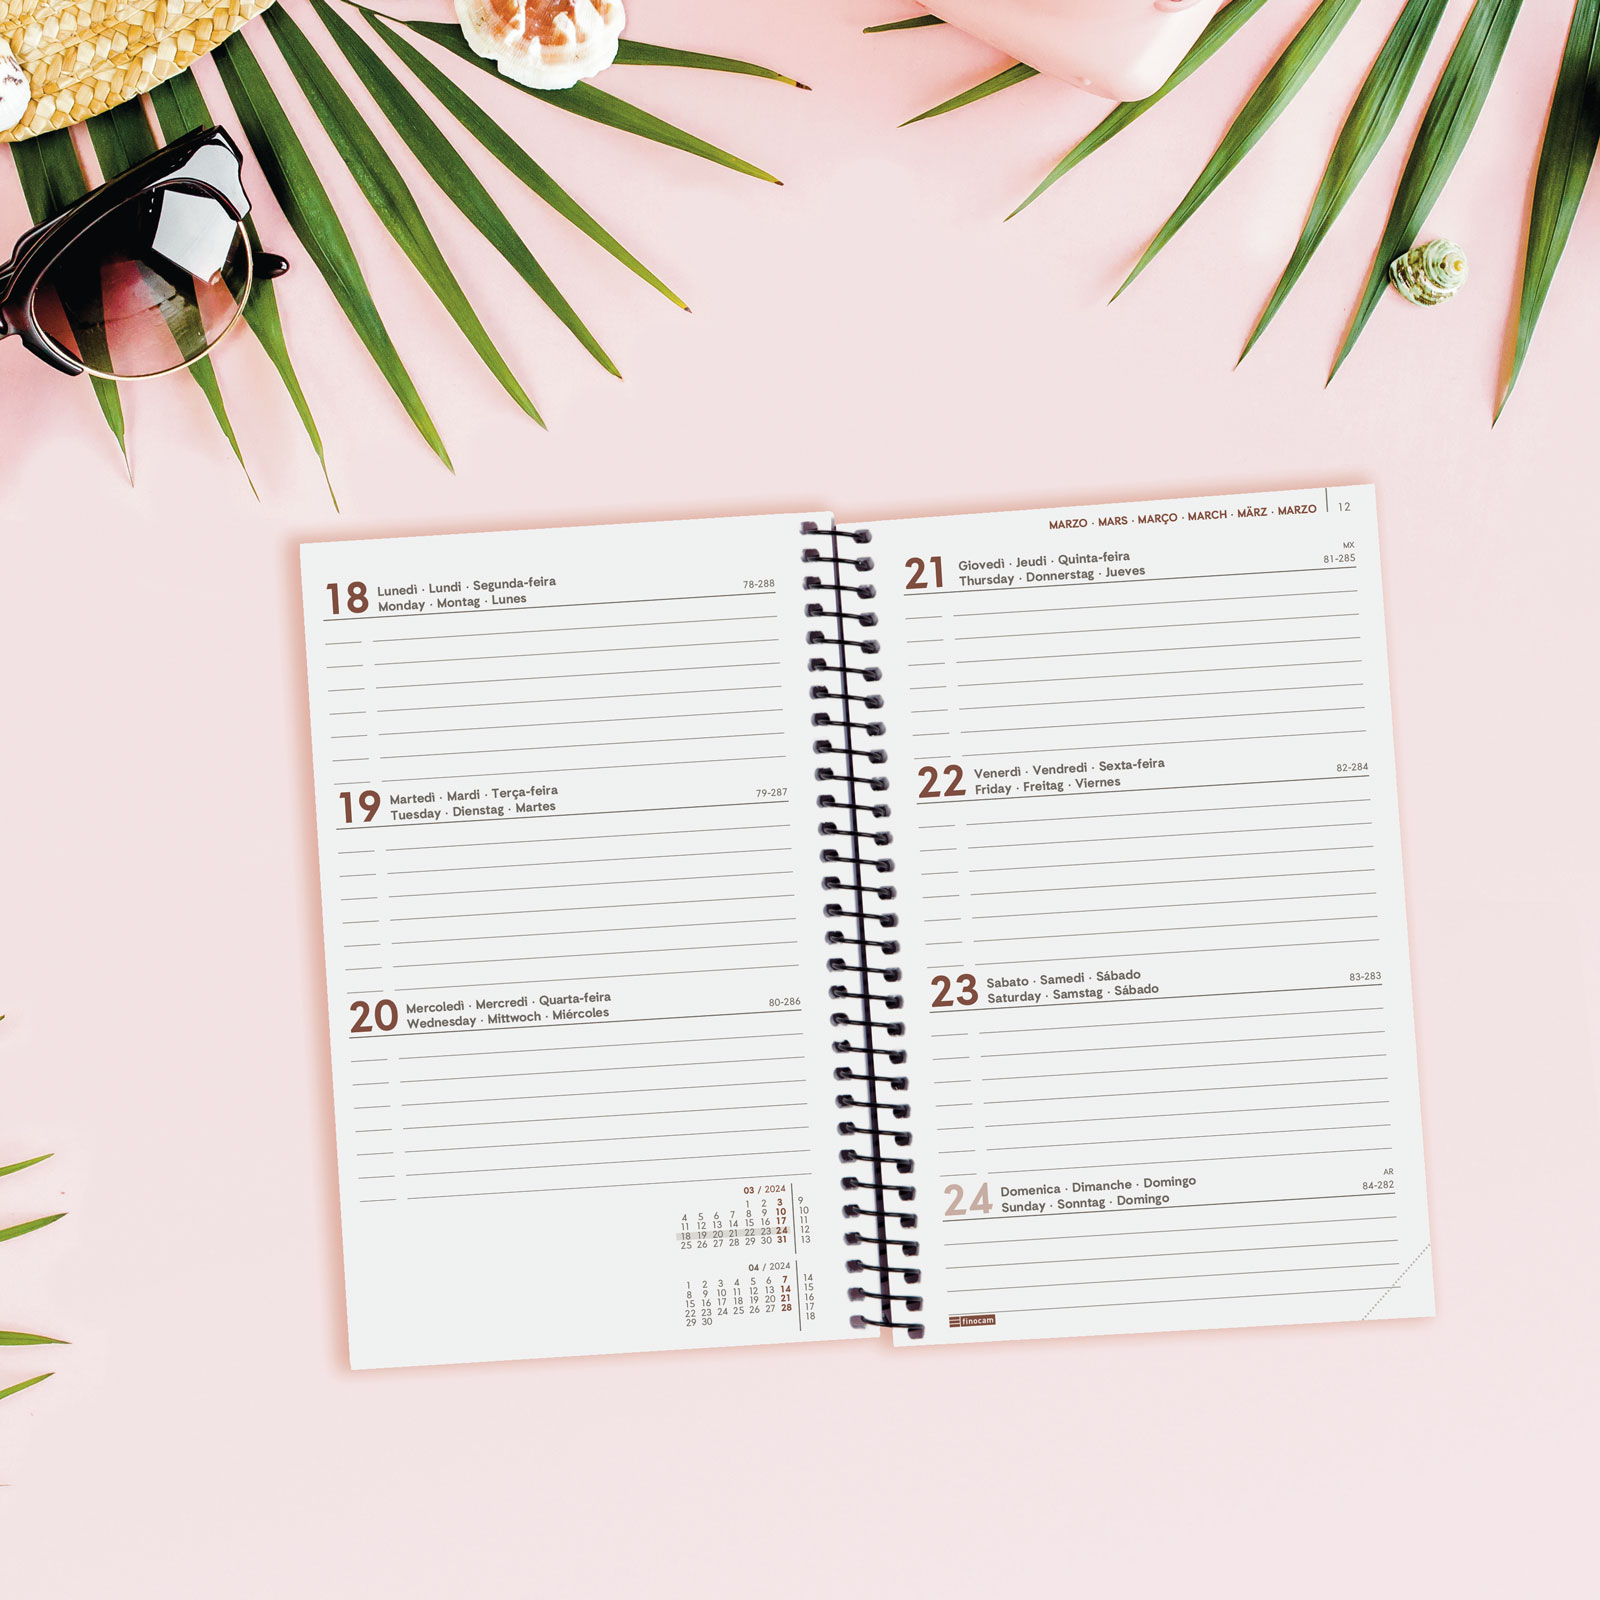 18 Lunedì · Lundi · Segunda-feira
Monday · Montag · Lunes
78-288
19 Martedì · Mardi · Terça-feira
Tuesday · Dienstag · Martes
79-287
20 Mercoledì · Mercredi · Quarta-feira
Wednesday · Mittwoch · Miércoles
80-286
03 / 2024
1 2 3 9
4 5 6 7 8 9 10 10
11 12 13 14 15 16 17 11
18 19 20 21 22 23 24 12
25 26 27 28 29 30 31 13
04 / 2024
1 2 3 4 5 6 7 14
8 9 10 11 12 13 14 15
15 16 17 18 19 20 21 16
22 23 24 25 26 27 28 17
29 30 18
MARZO · MARS · MARÇO · MARCH · MÄRZ · MARZO 12
21 Giovedì · Jeudi · Quinta-feira
Thursday · Donnerstag · Jueves
MX
81-285
22 Venerdì · Vendredi · Sexta-feira
Friday · Freitag · Viernes
82-284
23 Sabato · Samedi · Sábado
Saturday · Samstag · Sábado
83-283
24 Domenica · Dimanche · Domingo
Sunday · Sonntag · Domingo
AR
84-282
finocam